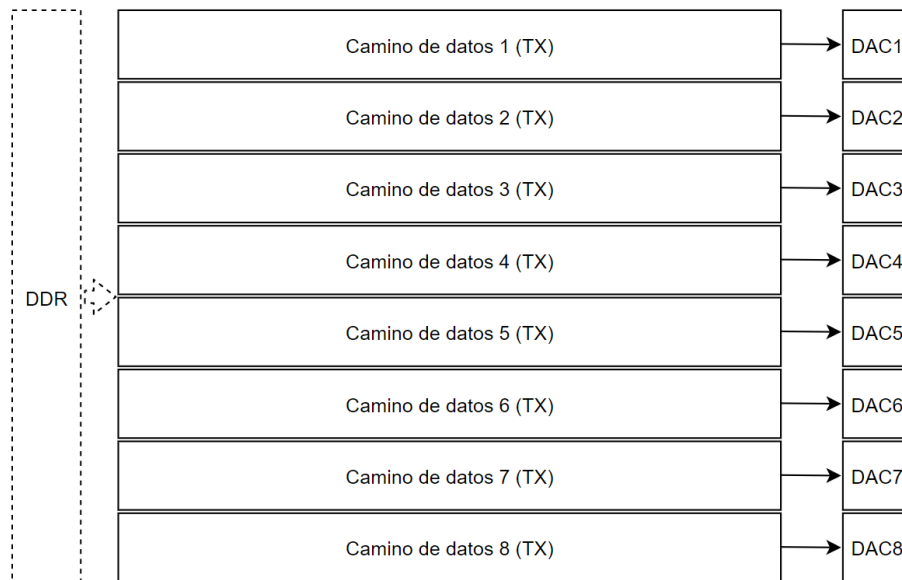 Camino de datos 1 (TX)
DAC1
Camino de datos 2 (TX)
DAC2
Camino de datos 3 (TX)
DAC3
Camino de datos 4 (TX)
DAC4
DDR
Camino de datos 5 (TX)
DAC5
Camino de datos 6 (TX)
DAC6
Camino de datos 7 (TX)
DAC7
Camino de datos 8 (TX)
DAC8